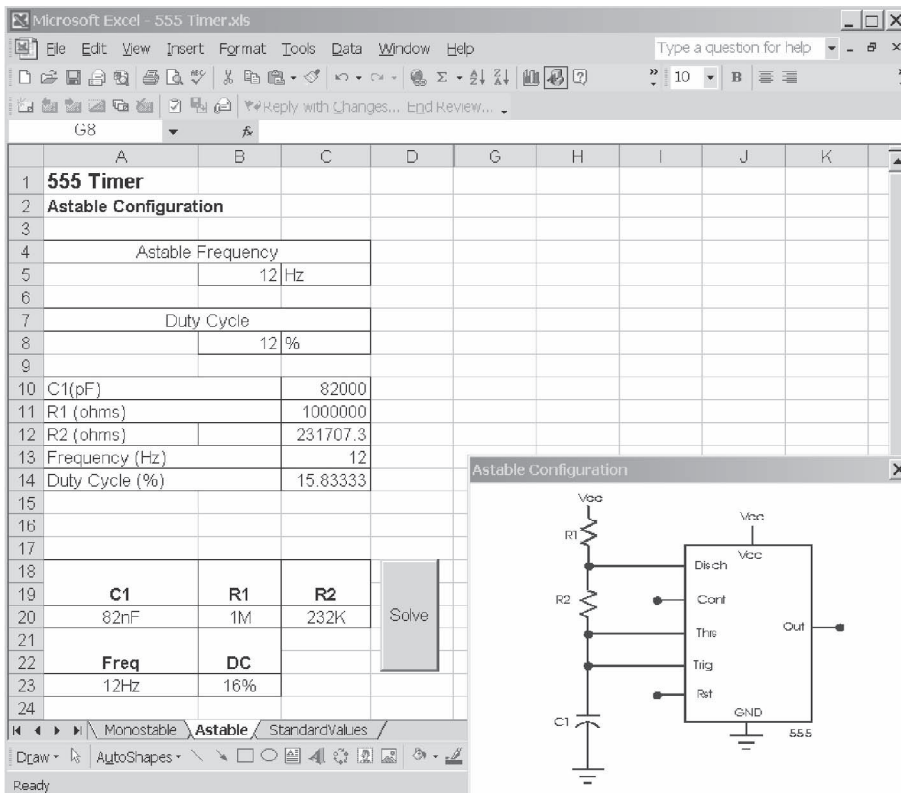 Microsoft Excel - 555 Timer.xls
File Edit View Insert Format Tools Data Window Help
Type a question for help
10 B
Reply with Changes... End Review...
G8 fx
A B C D G H I J K
1 555 Timer
2 Astable Configuration
3
4 Astable Frequency
5 12 Hz
6
7 Duty Cycle
8 12 %
9
10 C1(pF) 82000
11 R1 (ohms) 1000000
12 R2 (ohms) 231707.3
13 Frequency (Hz) 12
14 Duty Cycle (%) 15.83333
15
16
17
18
19 C1 R1 R2
20 82nF 1M 232K
Solve
21
22 Freq DC
23 12Hz 16%
24
Astable Configuration
Vcc
R1
R2
C1
Vcc
Vcc
Disch
Cont
Thrs
Trig
Rst
Out
GND
555
Monostable Astable StandardValues
Draw AutoShapes
Ready